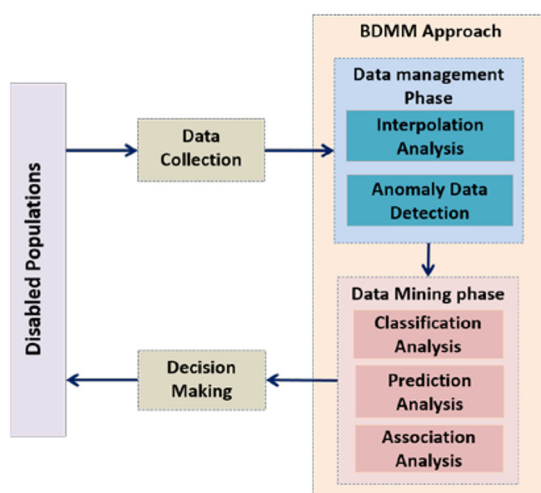 BDMM Approach
Data management
Phase
Interpolation
Analysis
Anomaly Data
Detection
Data
Collection
Disabled Populations
Data Mining phase
Classification
Analysis
Prediction
Analysis
Association
Analysis
Decision
Making